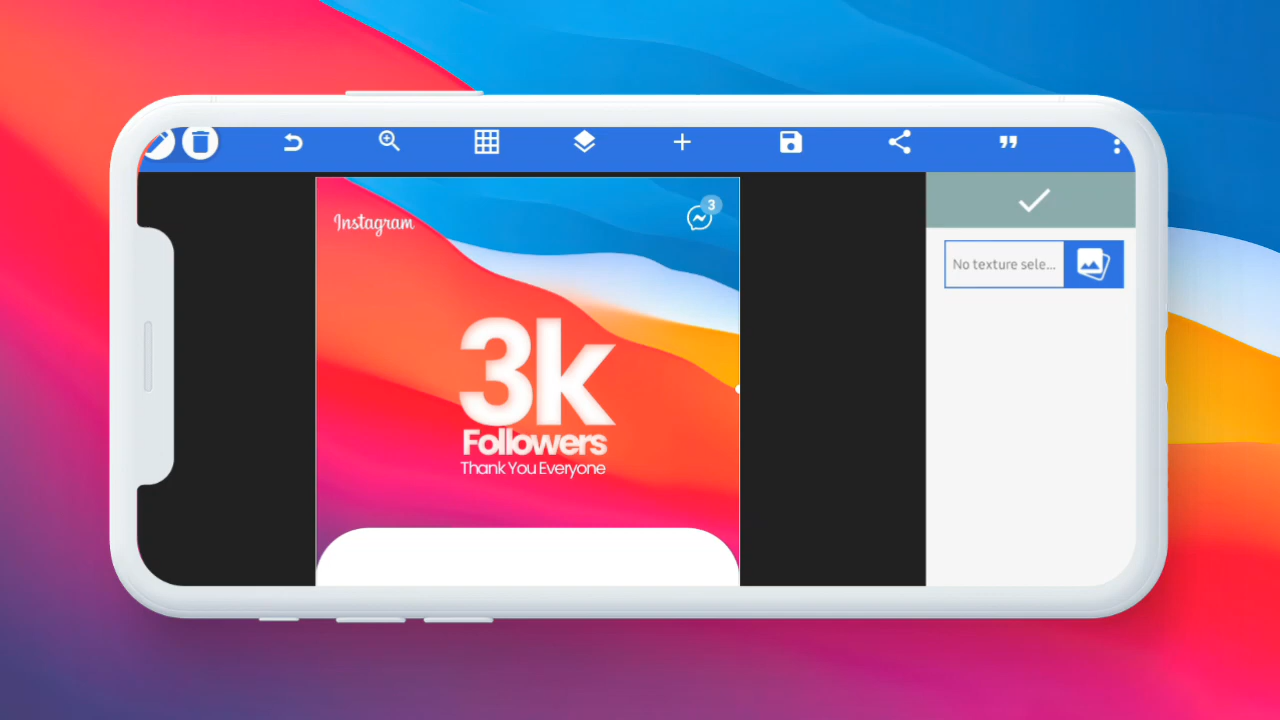 Instagram
3
No texture sele...
3k
Followers
Thank You Everyone